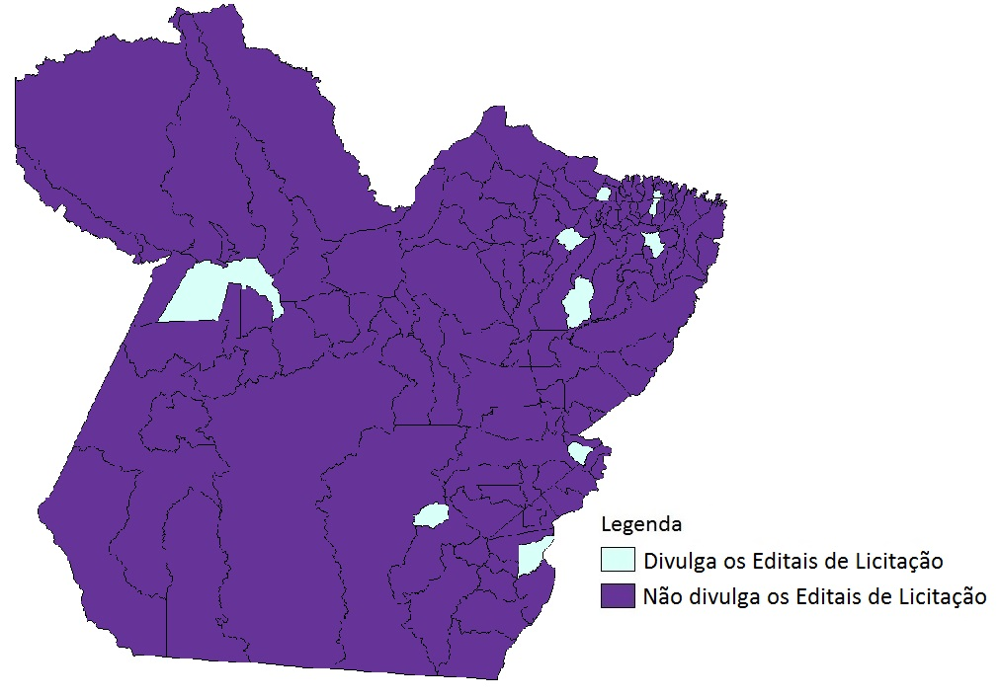 Legenda
Divulga os Editais de Licitação
Não divulga os Editais de Licitação